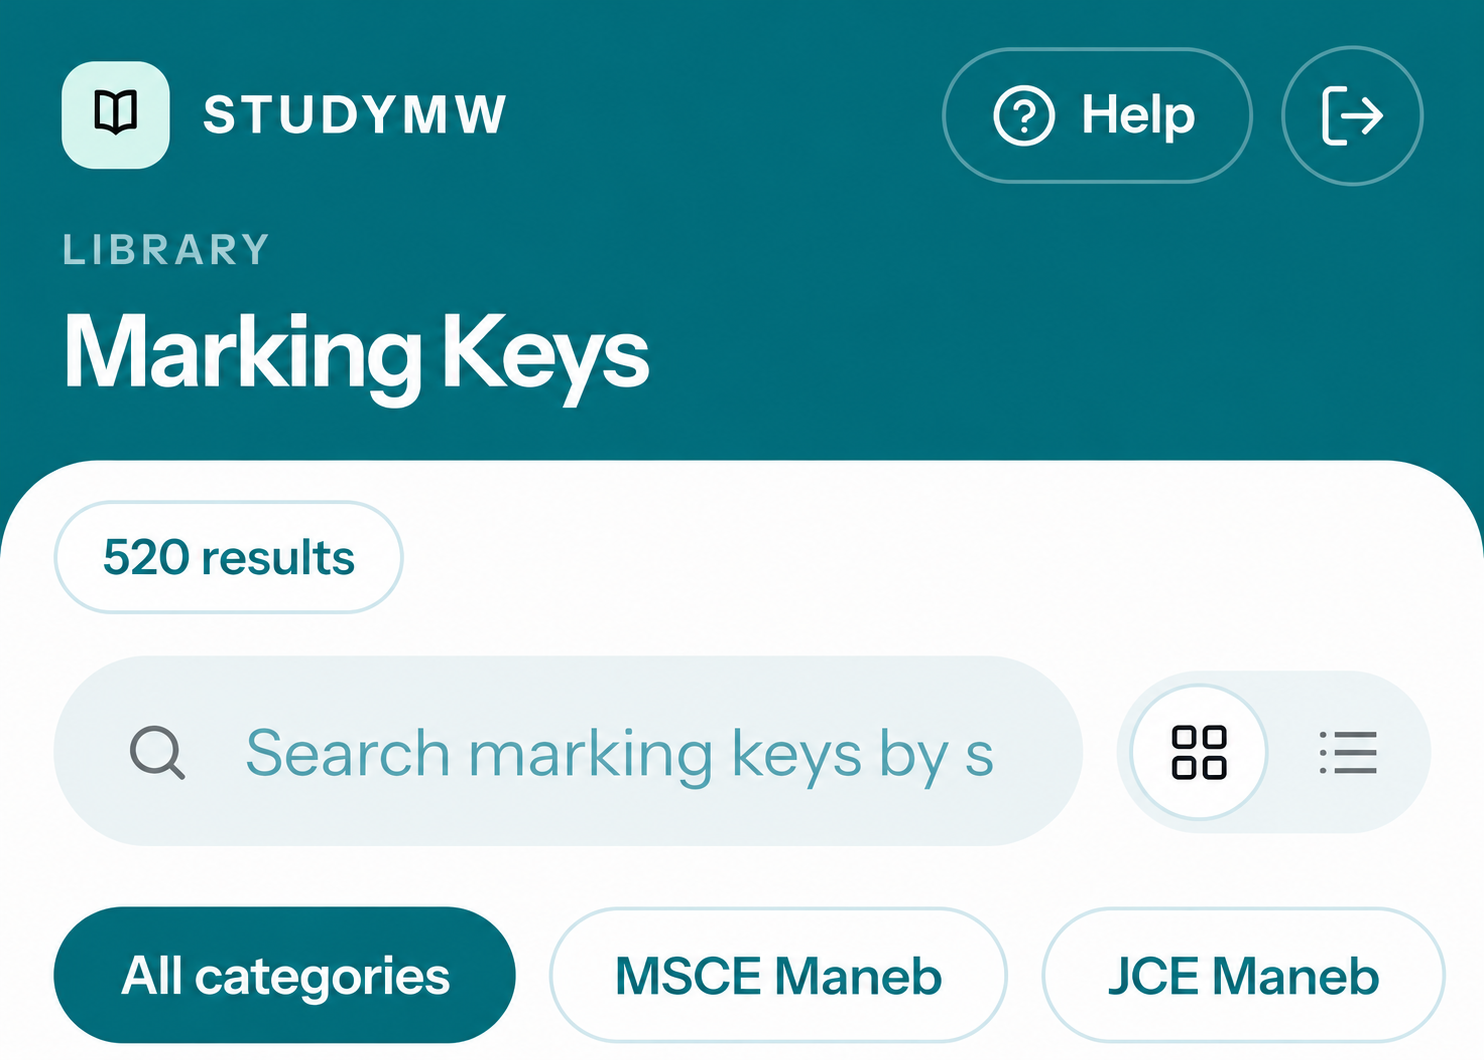 STUDYMW
Help
LIBRARY
Marking Keys
520 results
Search marking keys by s
All categories
MSCE Maneb
JCE Maneb